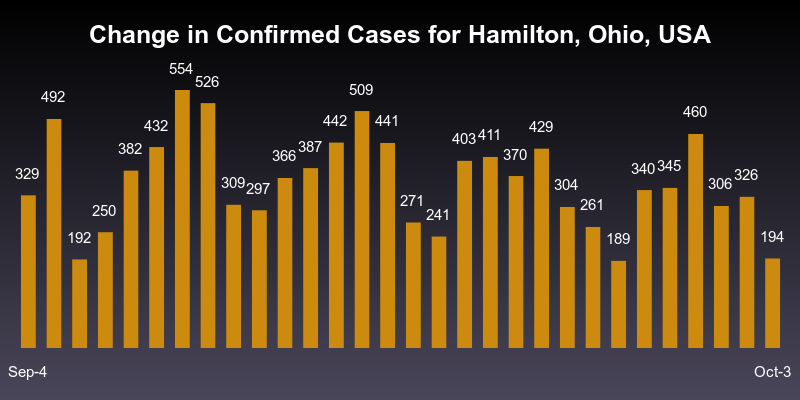 Change in Confirmed Cases for Hamilton, Ohio, USA
329 492 192 250 382 432 554 526 309 297 366 387 442 509 441 271 241 403 411 370 429 304 261 189 340 345 460 306 326 194
Sep-4 Oct-3